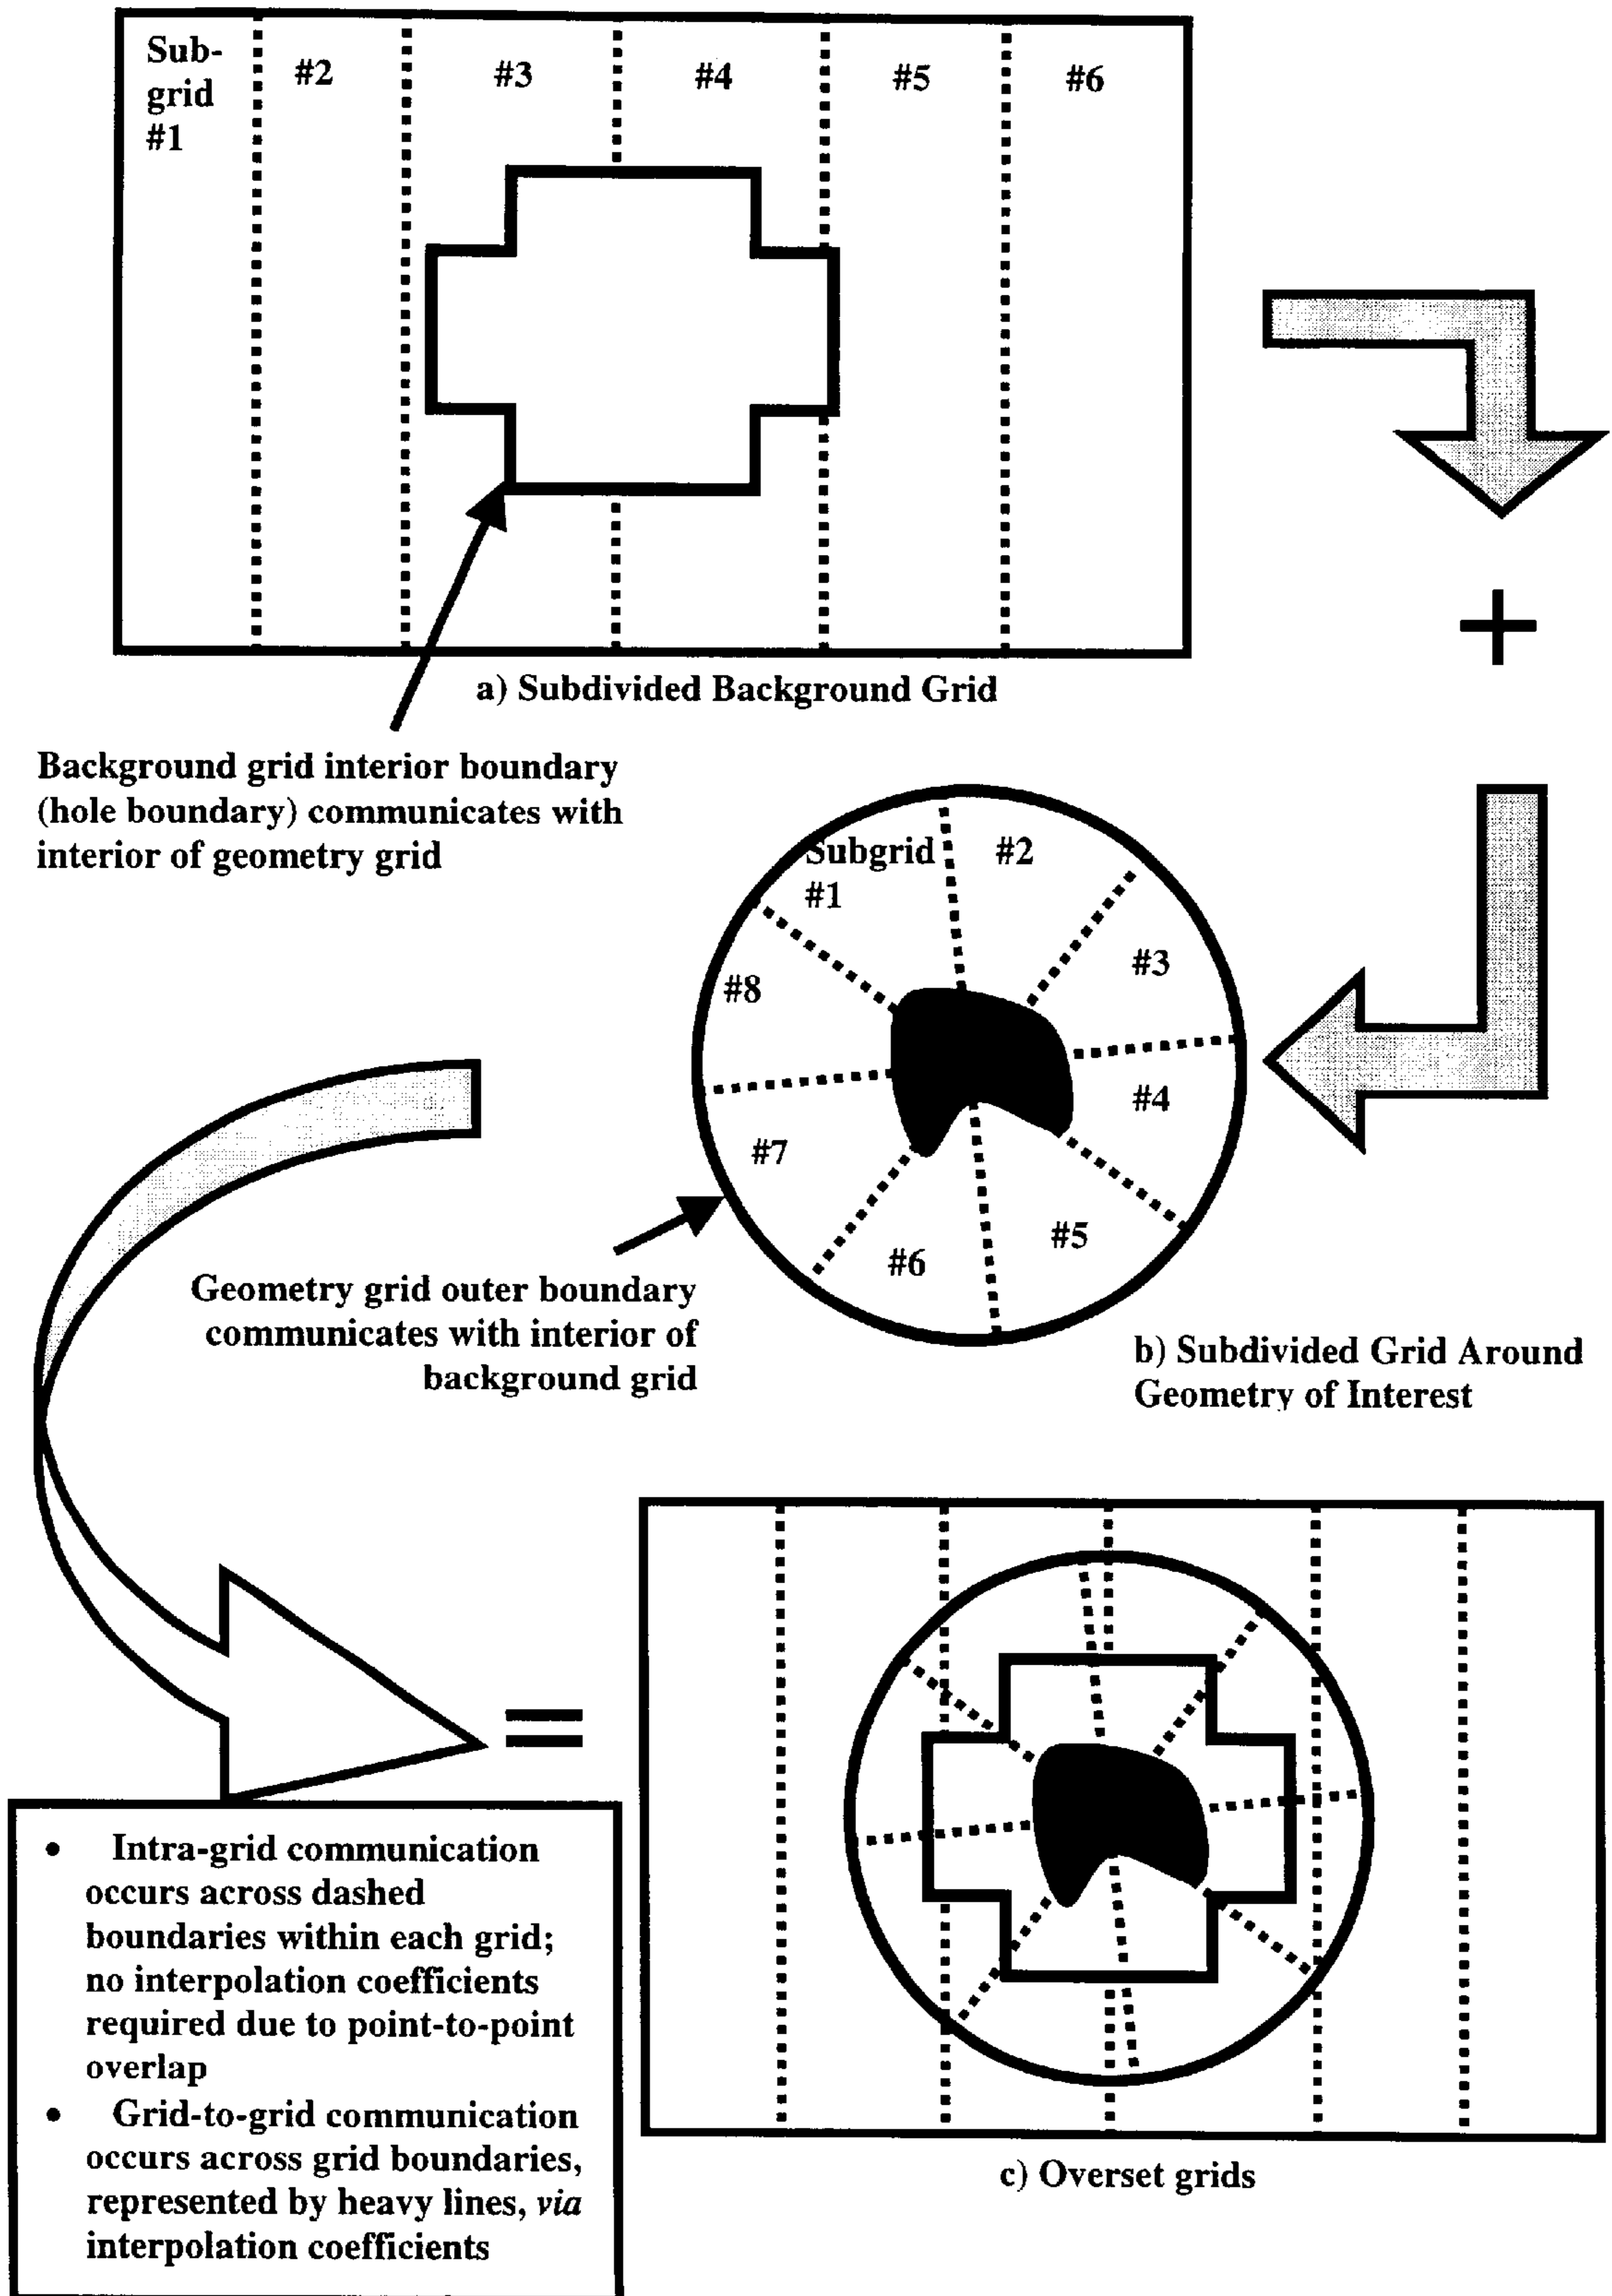 Sub-
grid
#1
#2
#3
#4
#5
#6
a) Subdivided Background Grid
+
Background grid interior boundary
(hole boundary) communicates with
interior of geometry grid
Subgrid
#1
#2
#3
#8
#4
#7
#5
#6
Geometry grid outer boundary
communicates with interior of
background grid
b) Subdivided Grid Around
Geometry of Interest
=
• Intra-grid communication
occurs across dashed
boundaries within each grid;
no interpolation coefficients
required due to point-to-point
overlap
• Grid-to-grid communication
occurs across grid boundaries,
represented by heavy lines, via
interpolation coefficients
c) Overset grids